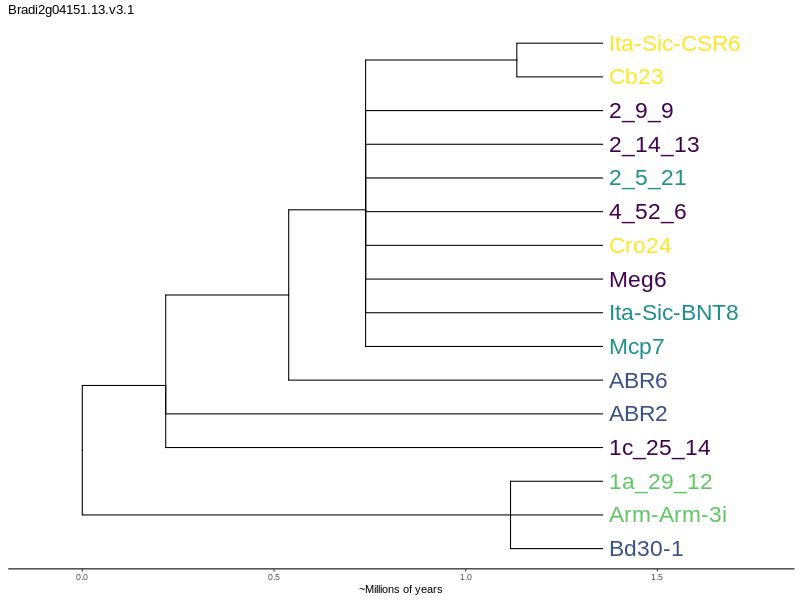 Bradi2g04151.13.v3.1
Ita-Sic-CSR6
Cb23
2_9_9
2_14_13
2_5_21
4_52_6
Cro24
Meg6
Ita-Sic-BNT8
Mcp7
ABR6
ABR2
1c_25_14
1a_29_12
Arm-Arm-3i
Bd30-1
0.0 0.5 1.0 1.5
~Millions of years